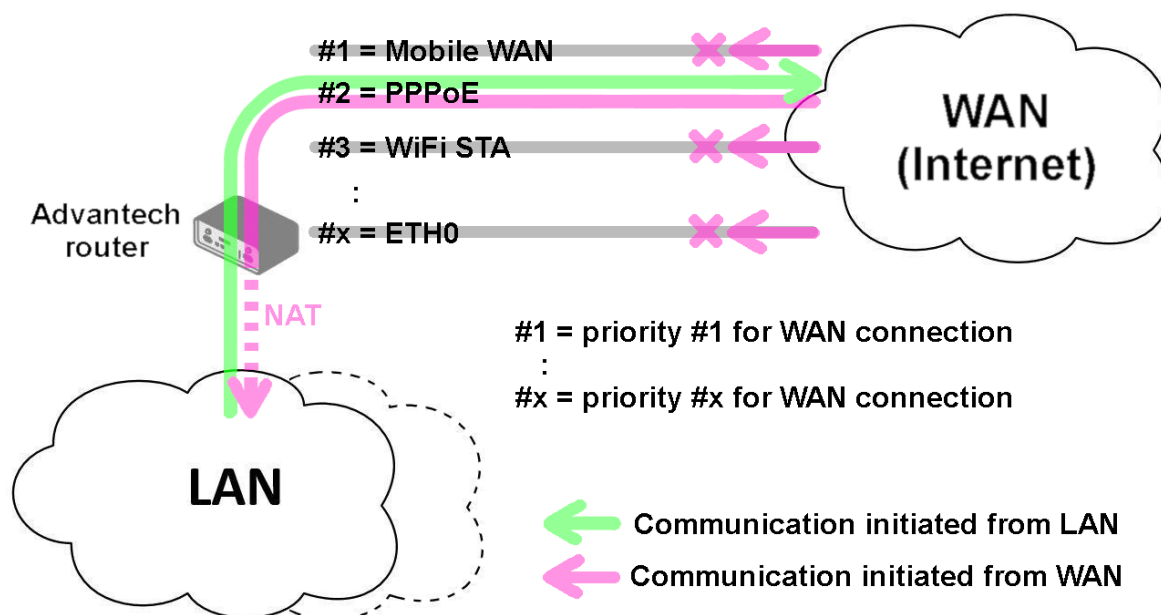 #1 = Mobile WAN
#2 = PPPoE
#3 = WiFi STA
:
#x = ETH0
WAN
(Internet)
Advantech
router
NAT
#1 = priority #1 for WAN connection
:
#x = priority #x for WAN connection
LAN
Communication initiated from LAN
Communication initiated from WAN